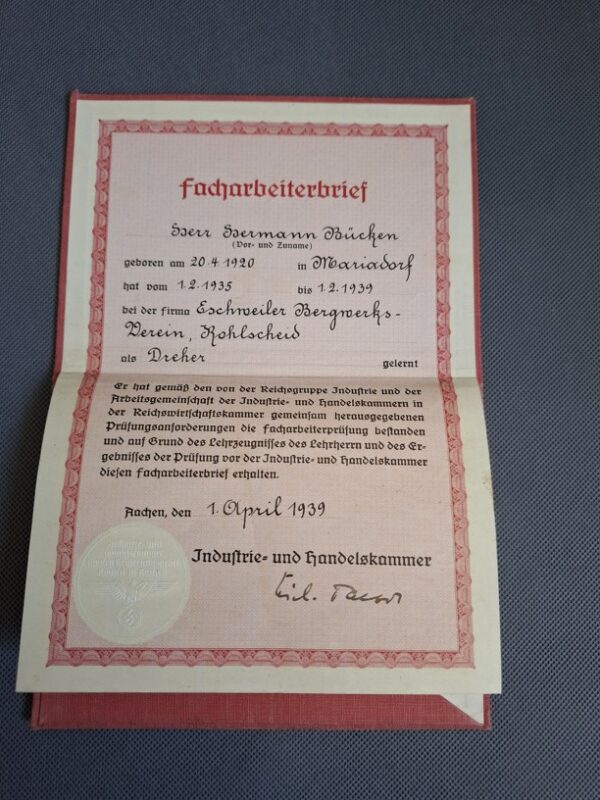 Facharbeiterbrief
Herr Hermann Bücken
(Vor- und Zuname)
geboren am 20.4.1920 in Mariadorf
hat vom 1.2.1935 bis 1.2.1939
bei der Firma Eschweiler Bergwerks-
Verein, Kohlscheid
als Dreher gelernt
Er hat gemäß den von der Reichsgruppe Industrie und der
Arbeitsgemeinschaft der Industrie- und Handelskammern in
der Reichswirtschaftskammer gemeinsam herausgegebenen
Prüfungsanforderungen die Facharbeiterprüfung bestanden
und auf Grund des Lehrzeugnisses des Lehrherrn und des Er-
gebnisses der Prüfung vor der Industrie- und Handelskammer
diesen Facharbeiterbrief erhalten.
Aachen, den 1. April 1939
Industrie- und Handelskammer
Industrie- und